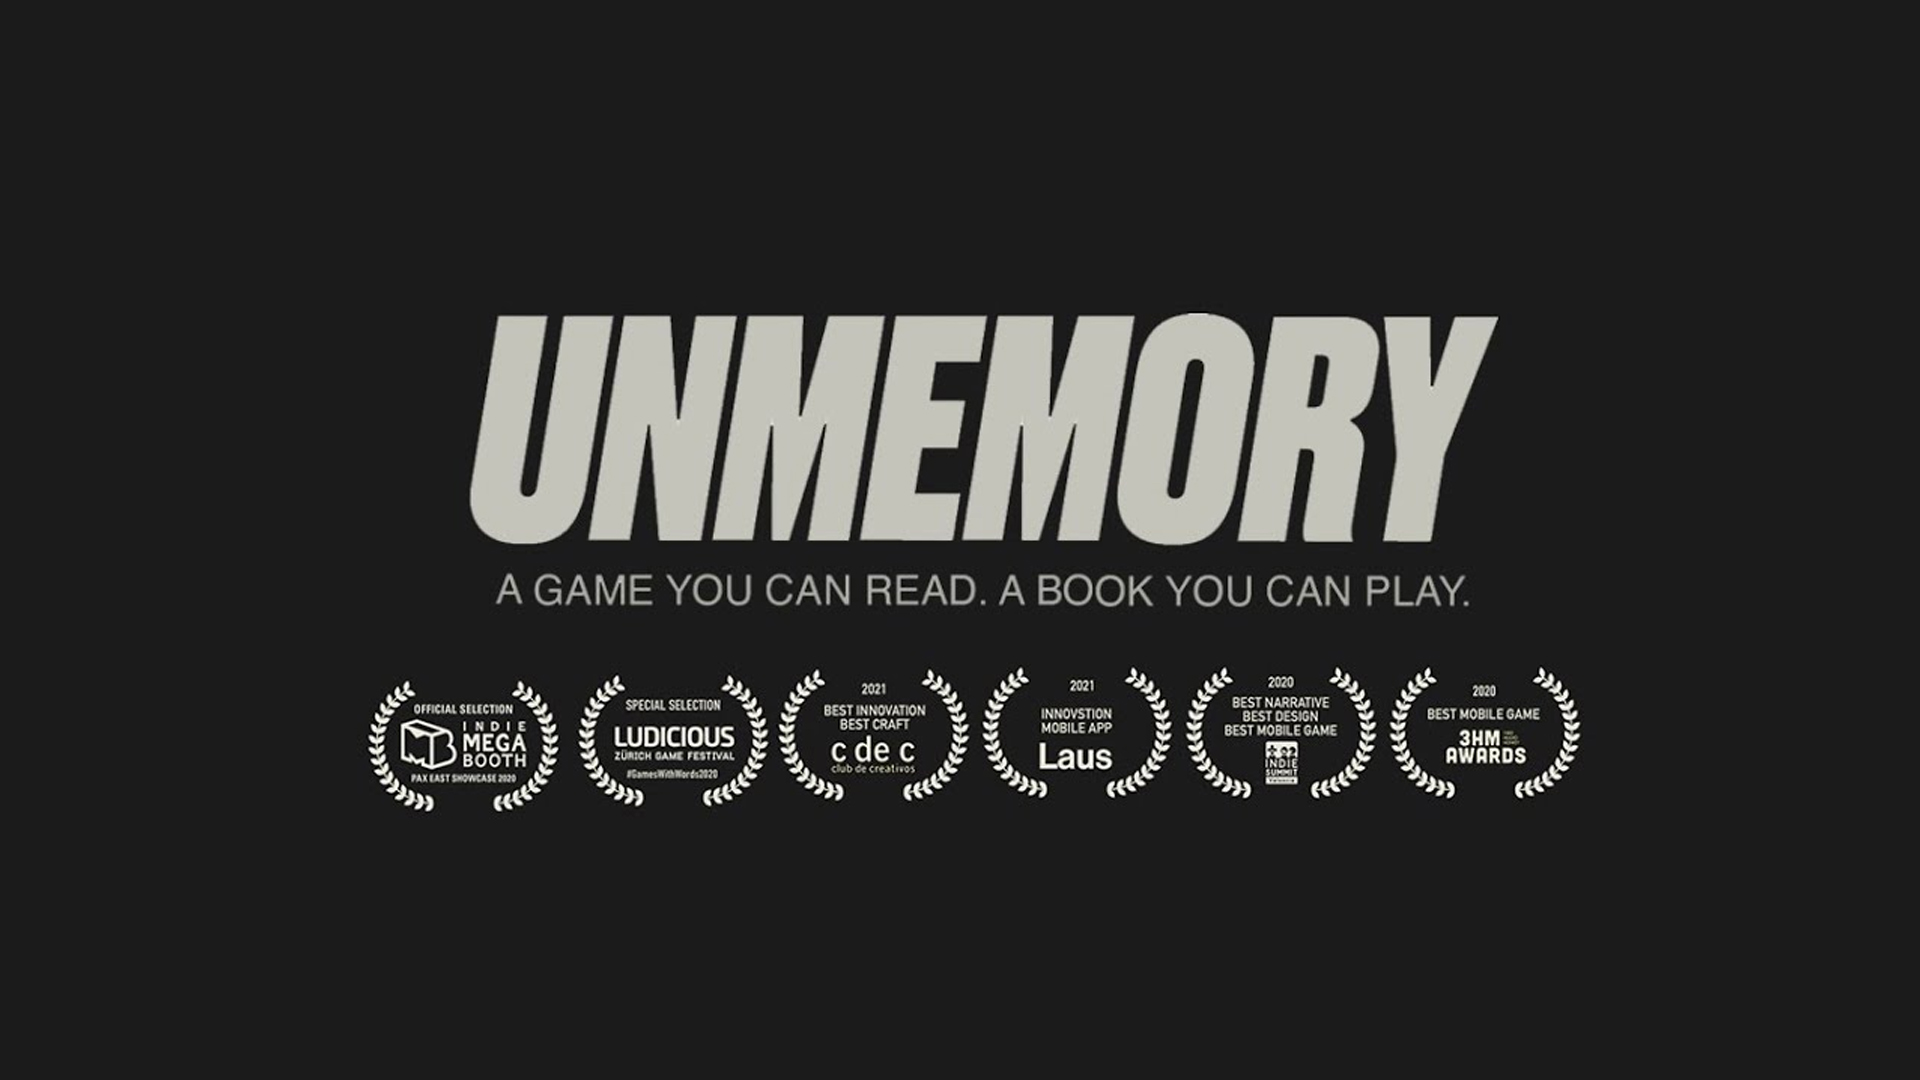 UNMEMORY
A GAME YOU CAN READ. A BOOK YOU CAN PLAY.
OFFICIAL SELECTION
INDIE
MEGA
BOOTH
PAX EAST SHOWCASE 2020
SPECIAL SELECTION
LUDICIOUS
ZÜRICH GAME FESTIVAL
#GamesWithWords2020
2021
BEST INNOVATION
BEST CRAFT
c de c
club de creativos
2021
INNOVSTION
MOBILE APP
Laus
2020
BEST NARRATIVE
BEST DESIGN
BEST MOBILE GAME
INDIE
SUMMIT
2020
BEST MOBILE GAME
3HM
AWARDS